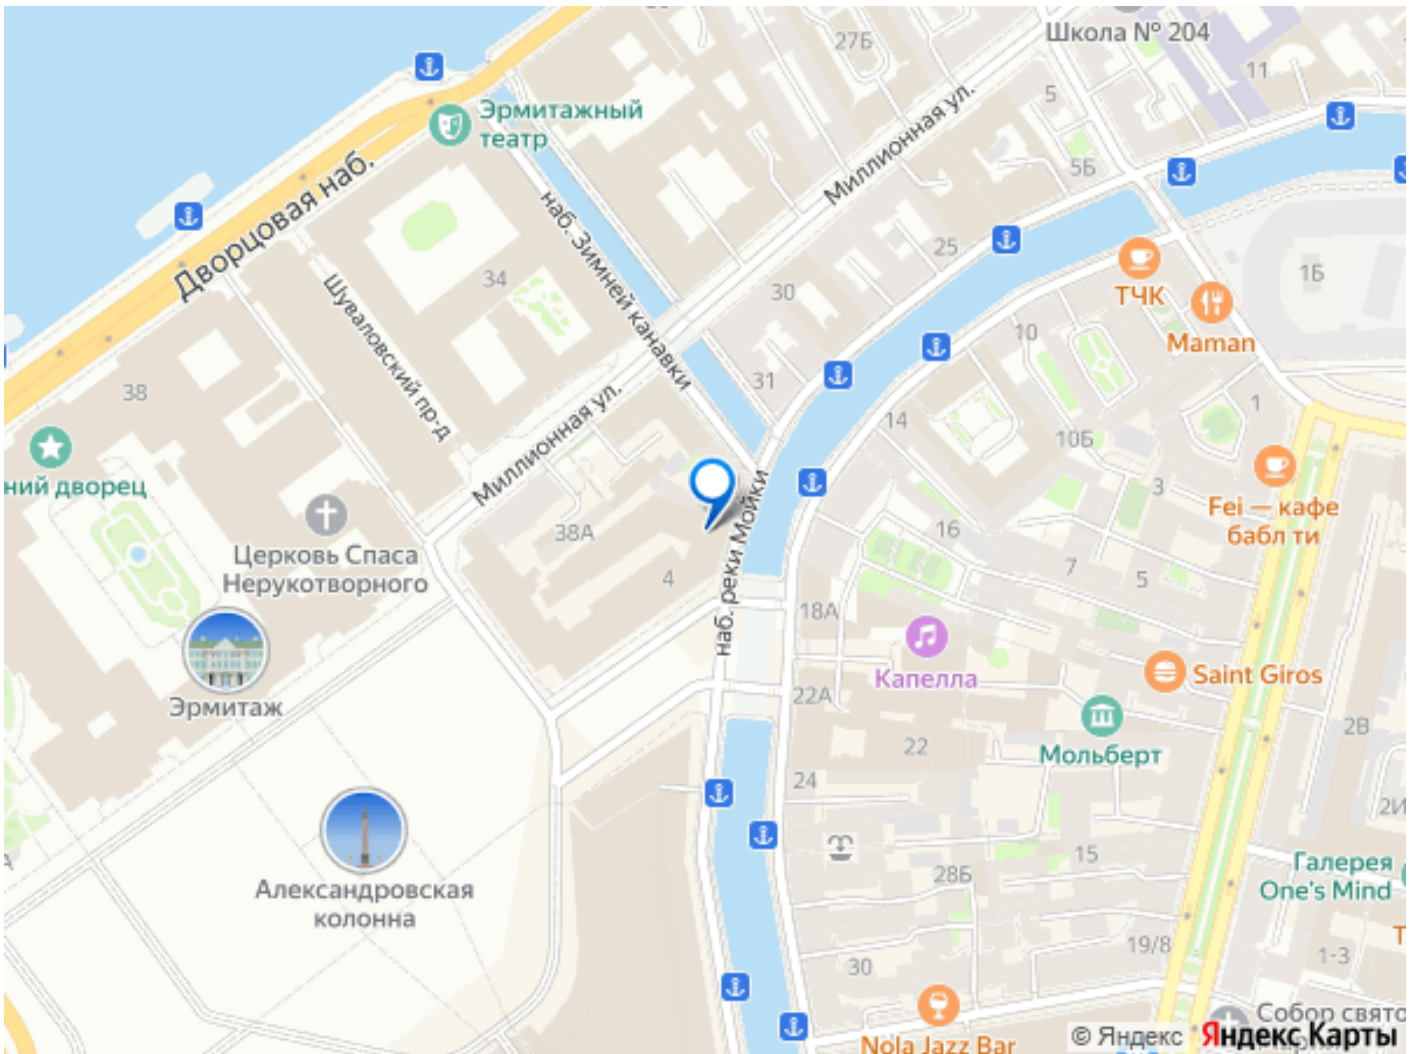 Школа № 204
27Б
11
5
Эрмитажный
театр
Миллионная ул.
5Б
Дворцовая наб.
наб. Зимней канавки
25
34
Шуваловский пр-д
30
1Б
ТЧК
Maman
10
38
31
14
1
10Б
Миллионная ул.
ний дворец
3
Fei — кафе
бабл ти
Церковь Спаса
Нерукотворного
38А
16
наб. реки Мойки
4
7
5
18А
Капелла
Saint Giros
Эрмитаж
22А
22
2В
Мольберт
24
2И
Александровская
колонна
15
28Б
Галерея
One's Mind
19/8
1-3
30
Nola Jazz Bar
Собор свято
© Яндекс Яндекс Карты